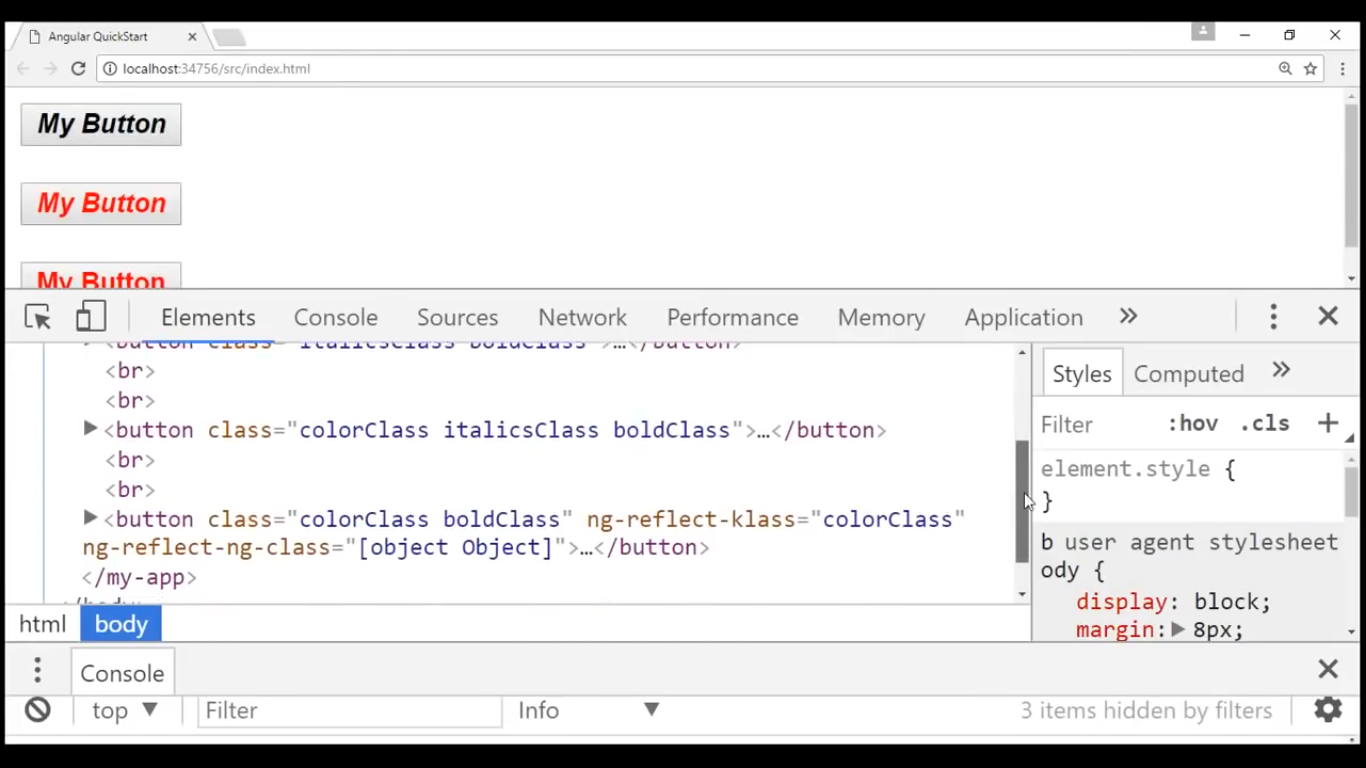 Angular QuickStart
localhost:34756/src/index.html
My Button
My Button
My Button
Elements Console Sources Network Performance Memory Application »
<button class="italicsClass boldClass">…</button>
<br>
<br>
<button class="colorClass italicsClass boldClass">…</button>
<br>
<br>
<button class="colorClass boldClass" ng-reflect-klass="colorClass"
ng-reflect-ng-class="[object Object]">…</button>
</my-app>
</body>
html body
Styles Computed »
Filter :hov .cls +
element.style {
}
b user agent stylesheet
ody {
display: block;
margin: 8px;
Console
top Filter Info 3 items hidden by filters